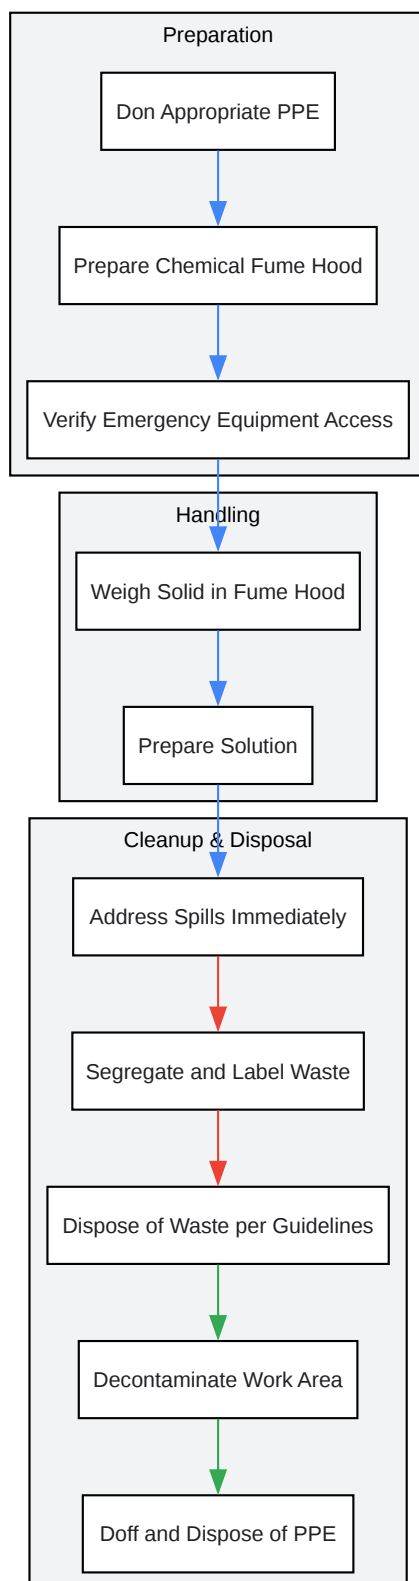 Preparation
Don Appropriate PPE
Prepare Chemical Fume Hood
Verify Emergency Equipment Access
Handling
Weigh Solid in Fume Hood
Prepare Solution
Cleanup & Disposal
Address Spills Immediately
Segregate and Label Waste
Dispose of Waste per Guidelines
Decontaminate Work Area
Doff and Dispose of PPE